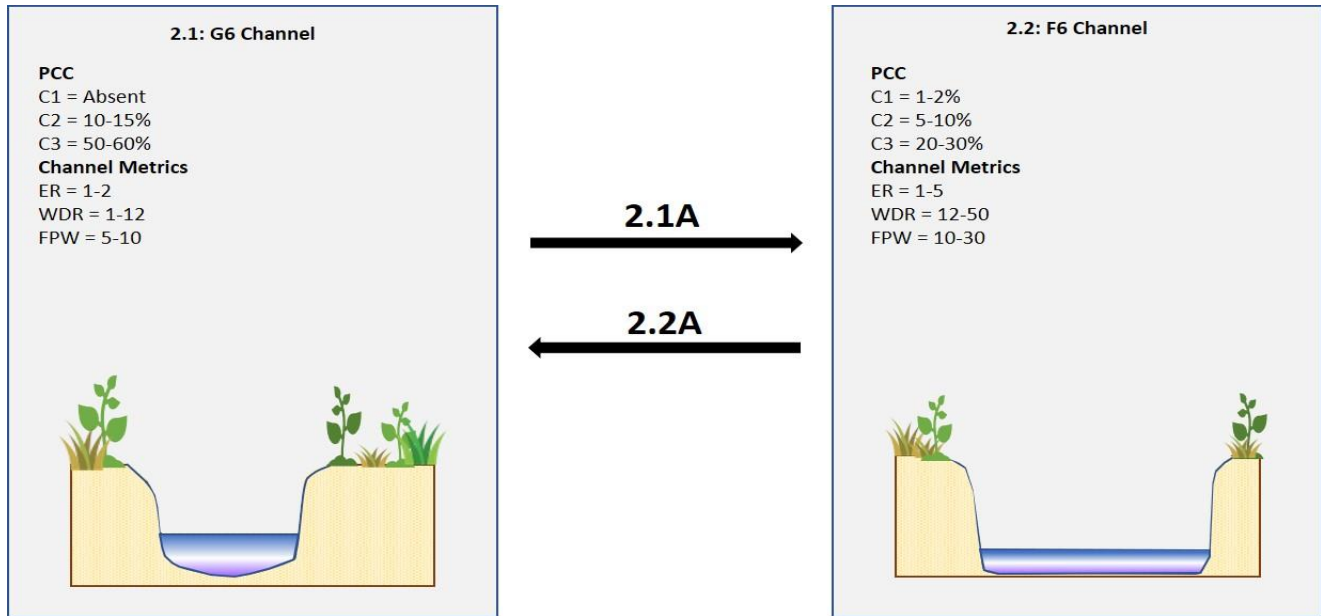 2.1: G6 Channel
PCC
C1 = Absent
C2 = 10-15%
C3 = 50-60%
Channel Metrics
ER = 1-2
WDR = 1-12
FPW = 5-10
2.1A
2.2A
2.2: F6 Channel
PCC
C1 = 1-2%
C2 = 5-10%
C3 = 20-30%
Channel Metrics
ER = 1-5
WDR = 12-50
FPW = 10-30